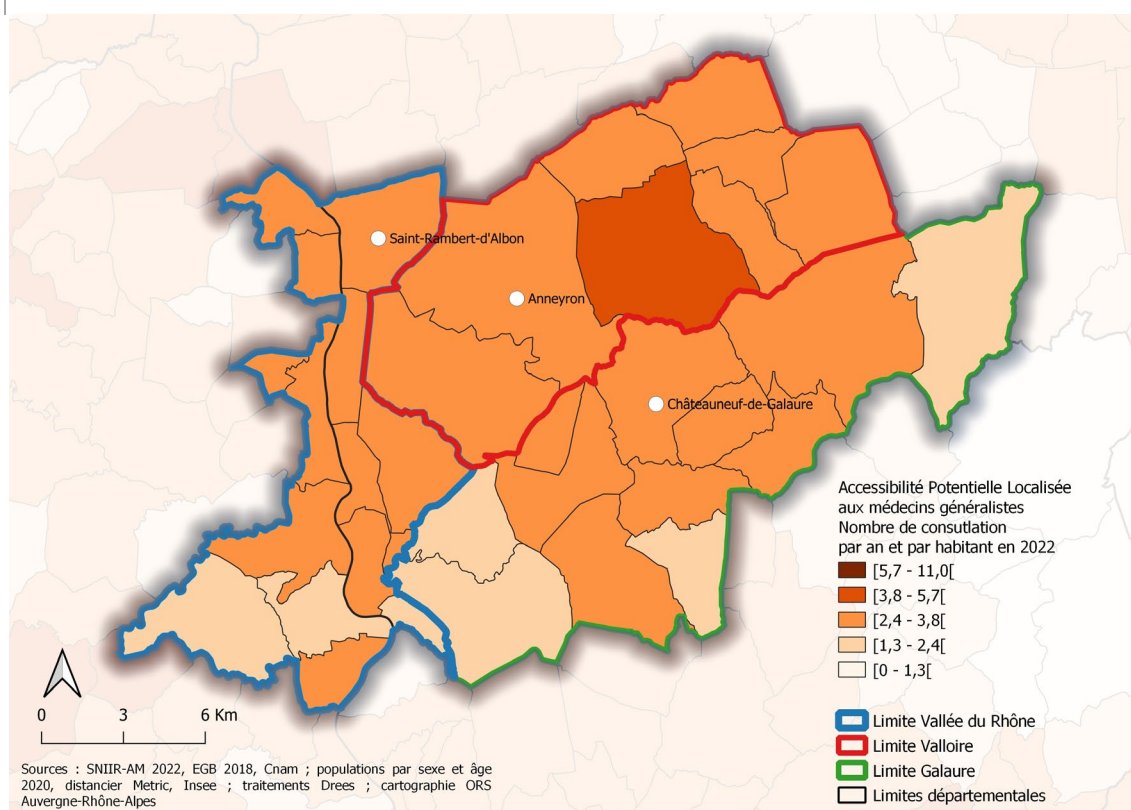 Saint-Rambert-d'Albon
Anneyron
Châteauneuf-de-Galaure
Accessibilité Potentielle Localisée
aux médecins généralistes
Nombre de consutlation
par an et par habitant en 2022
[5,7 - 11,0[
[3,8 - 5,7[
[2,4 - 3,8[
[1,3 - 2,4[
[0 - 1,3[
Limite Vallée du Rhône
Limite Valloire
Limite Galaure
Limites départementales
0 3 6 Km
Sources : SNIIR-AM 2022, EGB 2018, Cnam ; populations par sexe et âge
2020, distancier Metric, Insee ; traitements Drees ; cartographie ORS
Auvergne-Rhône-Alpes